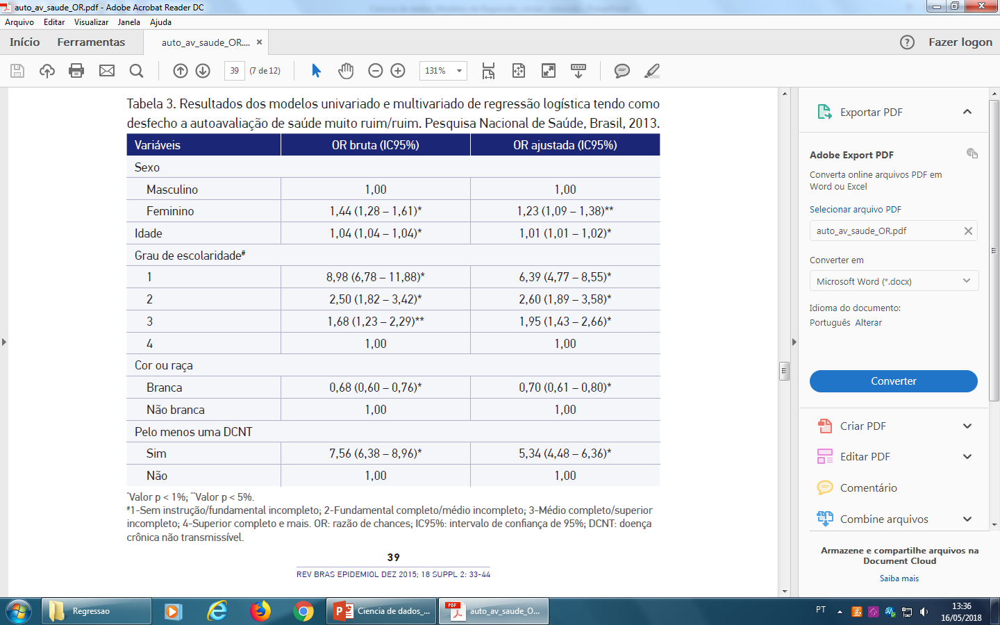 auto_av_saude_OR.pdf - Adobe Acrobat Reader DC
Arquivo Editar Visualizar Janela Ajuda
Início Ferramentas auto_av_saude_OR.... × ? Fazer logon
39 (7 de 12) 131%
Tabela 3. Resultados dos modelos univariado e multivariado de regressão logística tendo como
desfecho a autoavaliação de saúde muito ruim/ruim. Pesquisa Nacional de Saúde, Brasil, 2013.
Variáveis OR bruta (IC95%) OR ajustada (IC95%)
Sexo
Masculino 1,00 1,00
Feminino 1,44 (1,28 – 1,61)* 1,23 (1,09 – 1,38)**
Idade 1,04 (1,04 – 1,04)* 1,01 (1,01 – 1,02)*
Grau de escolaridade#
1 8,98 (6,78 – 11,88)* 6,39 (4,77 – 8,55)*
2 2,50 (1,82 – 3,42)* 2,60 (1,89 – 3,58)*
3 1,68 (1,23 – 2,29)** 1,95 (1,43 – 2,66)*
4 1,00 1,00
Cor ou raça
Branca 0,68 (0,60 – 0,76)* 0,70 (0,61 – 0,80)*
Não branca 1,00 1,00
Pelo menos uma DCNT
Sim 7,56 (6,38 – 8,96)* 5,34 (4,48 – 6,36)*
Não 1,00 1,00
*Valor p < 1%; **Valor p < 5%.
#1-Sem instrução/fundamental incompleto; 2-Fundamental completo/médio incompleto; 3-Médio completo/superior
incompleto; 4-Superior completo e mais. OR: razão de chances; IC95%: intervalo de confiança de 95%; DCNT: doença
crônica não transmissível.
39
REV BRAS EPIDEMIOL DEZ 2015; 18 SUPPL 2: 33-44
Exportar PDF
Adobe Export PDF
Converta online arquivos PDF em
Word ou Excel
Selecionar arquivo PDF
auto_av_saude_OR.pdf
Converter em
Microsoft Word (*.docx)
Idioma do documento:
Português Alterar
Converter
Criar PDF
Editar PDF
Comentário
Combine arquivos
Armazene e compartilhe arquivos na
Document Cloud
Saiba mais
Regressao Ciencia de dados_... PDF auto_av_saude_O... PT 13:36
16/05/2018